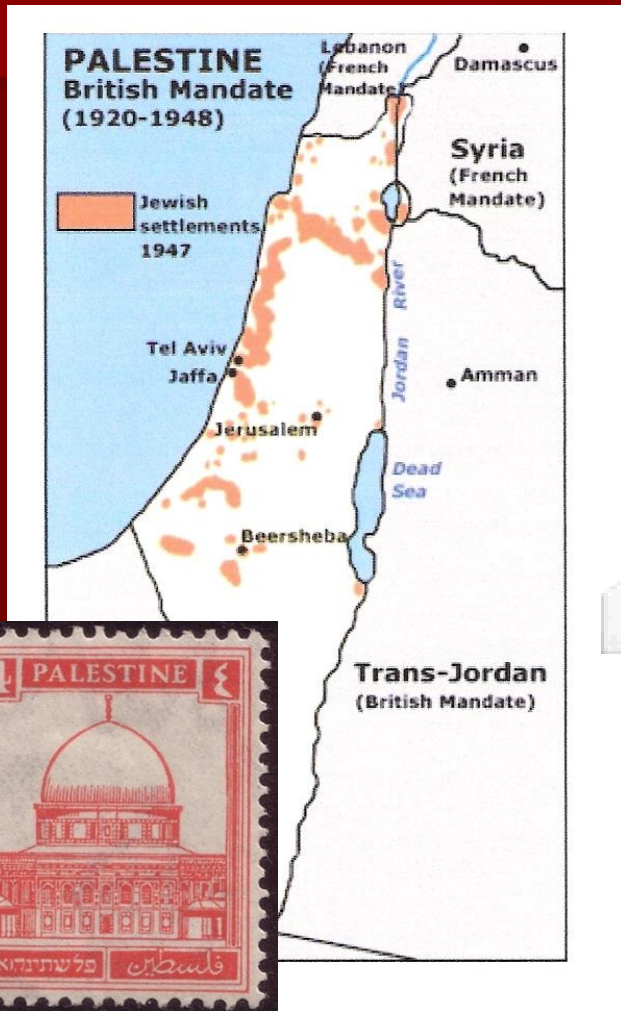 PALESTINE
British Mandate
(1920-1948)
Lebanon
(French
Mandate)
Damascus
Syria
(French
Mandate)
Jewish
settlements
1947
Jordan River
Tel Aviv
Jaffa
Amman
Jerusalem
Dead
Sea
Beersheba
Trans-Jordan
(British Mandate)
PALESTINE ٤
فلسطين